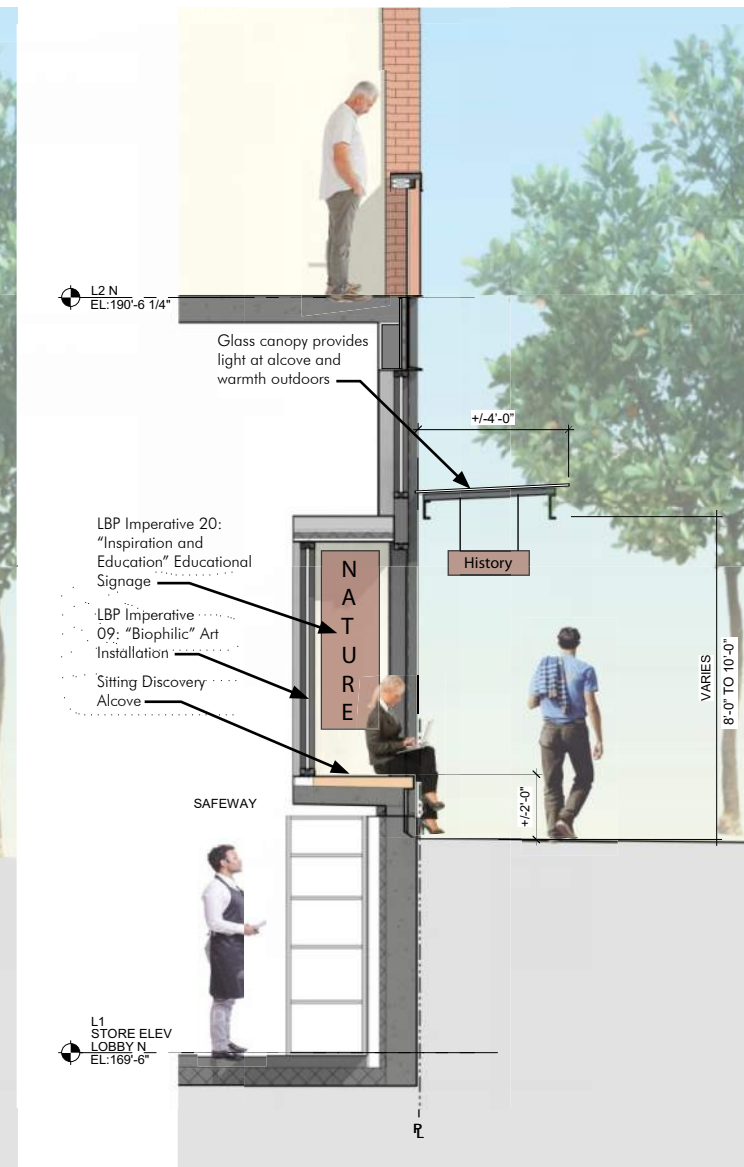 L2 N
EL:190'-6 1/4"
Glass canopy provides
light at alcove and
warmth outdoors
+/-4'-0"
LBP Imperative 20:
“Inspiration and
Education” Educational
Signage
History
N
A
T
U
R
E
LBP Imperative
09: “Biophilic” Art
Installation
Sitting Discovery
Alcove
VARIES
8'-0" TO 10'-0"
+/-2'-0"
SAFEWAY
L1
STORE ELEV
LOBBY N
EL:169'-6"
PL